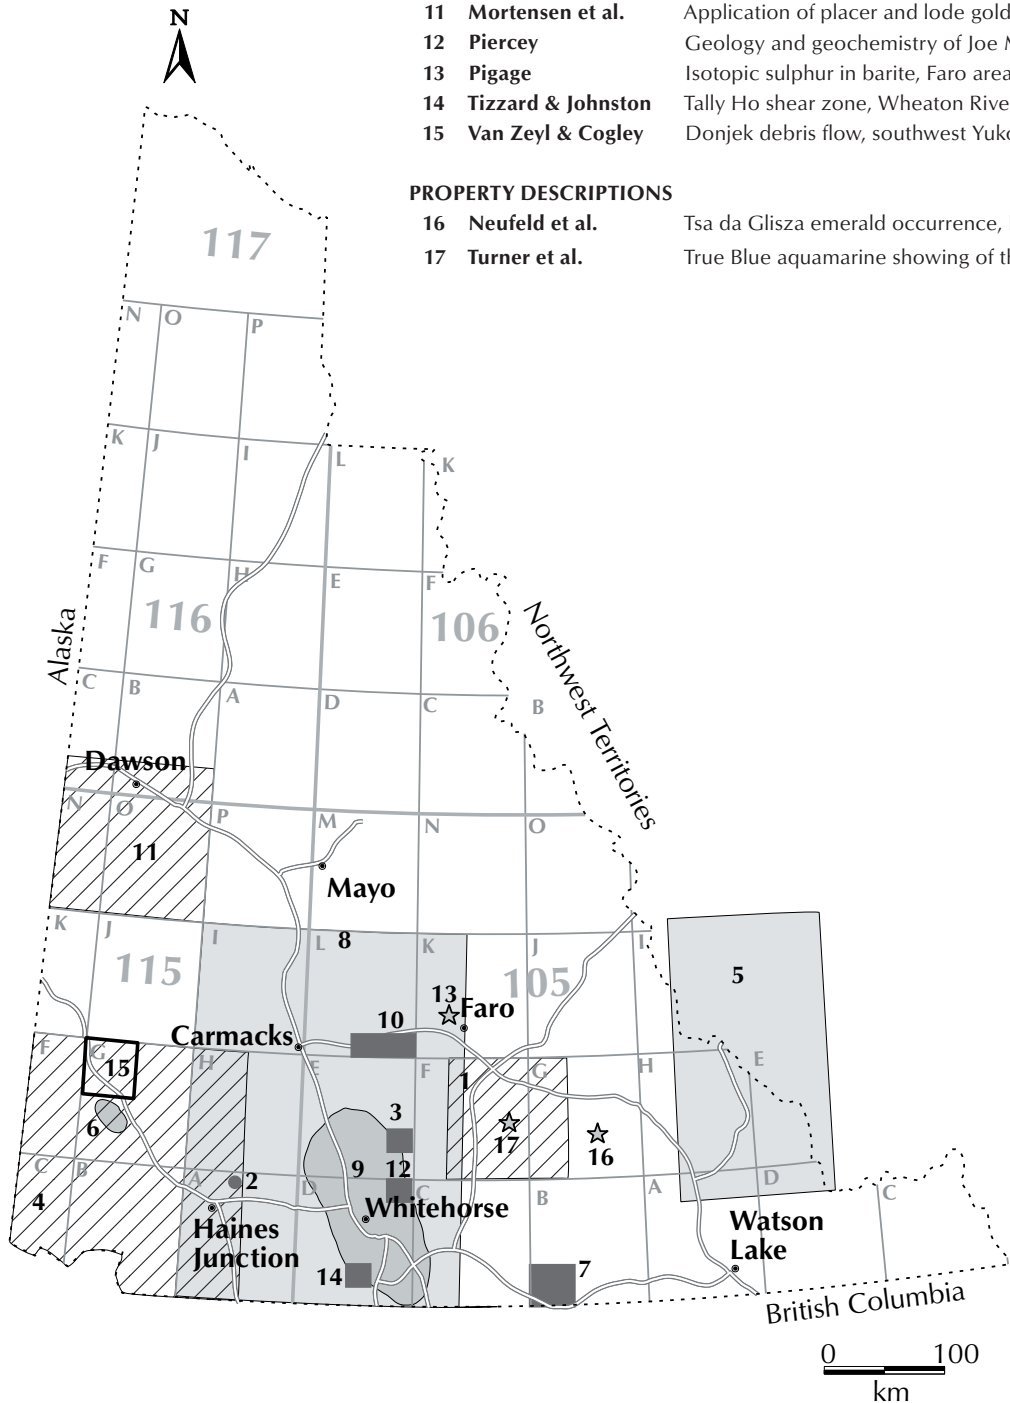 N
11 Mortensen et al. Application of placer and lode gold
12 Piercey Geology and geochemistry of Joe
13 Pigage Isotopic sulphur in barite, Faro area
14 Tizzard & Johnston Tally Ho shear zone, Wheaton
15 Van Zeyl & Cogley Donjek debris flow, southwest
PROPERTY DESCRIPTIONS
16 Neufeld et al. Tsa da Glisza emerald occurrence,
17 Turner et al. True Blue aquamarine showing of
117
N O P
K J I L K
F G H E F
116 106
Alaska
Northwest Territories
C B A D C B
Dawson
N O P M N O
11
Mayo
K J I L 8 K J I
115 105
5
13
Faro
10
Carmacks
F G H E F G H E
15
1
6
3
17
16
C B A D C B A D C
4
2
9
12
Whitehorse
Haines
Junction
Watson
Lake
14
7
British Columbia
0 100
km